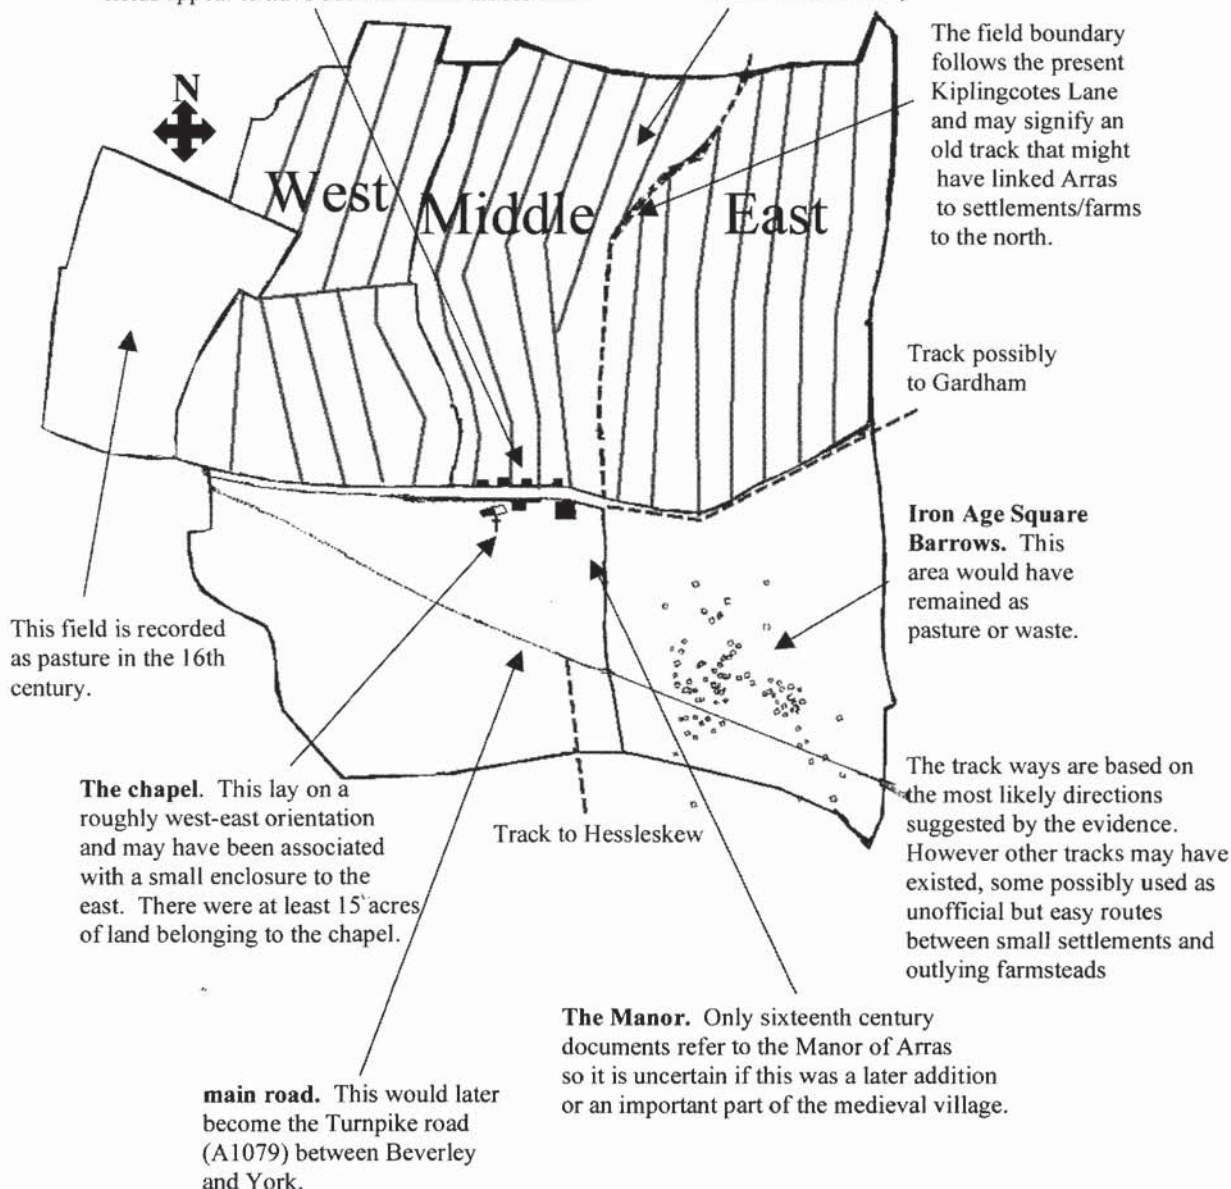 N
West
Middle
East
The field boundary
follows the present
Kiplingcotes Lane
and may signify an
old track that might
have linked Arras
to settlements/farms
to the north.
Track possibly
to Gardham
Iron Age Square
Barrows. This
area would have
remained as
pasture or waste.
This field is recorded
as pasture in the 16th
century.
The chapel. This lay on a
roughly west-east orientation
and may have been associated
with a small enclosure to the
east. There were at least 15 acres
of land belonging to the chapel.
Track to Hessleskew
The track ways are based on
the most likely directions
suggested by the evidence.
However other tracks may have
existed, some possibly used as
unofficial but easy routes
between small settlements and
outlying farmsteads
The Manor. Only sixteenth century
documents refer to the Manor of Arras
so it is uncertain if this was a later addition
or an important part of the medieval village.
main road. This would later
become the Turnpike road
(A1079) between Beverley
and York.